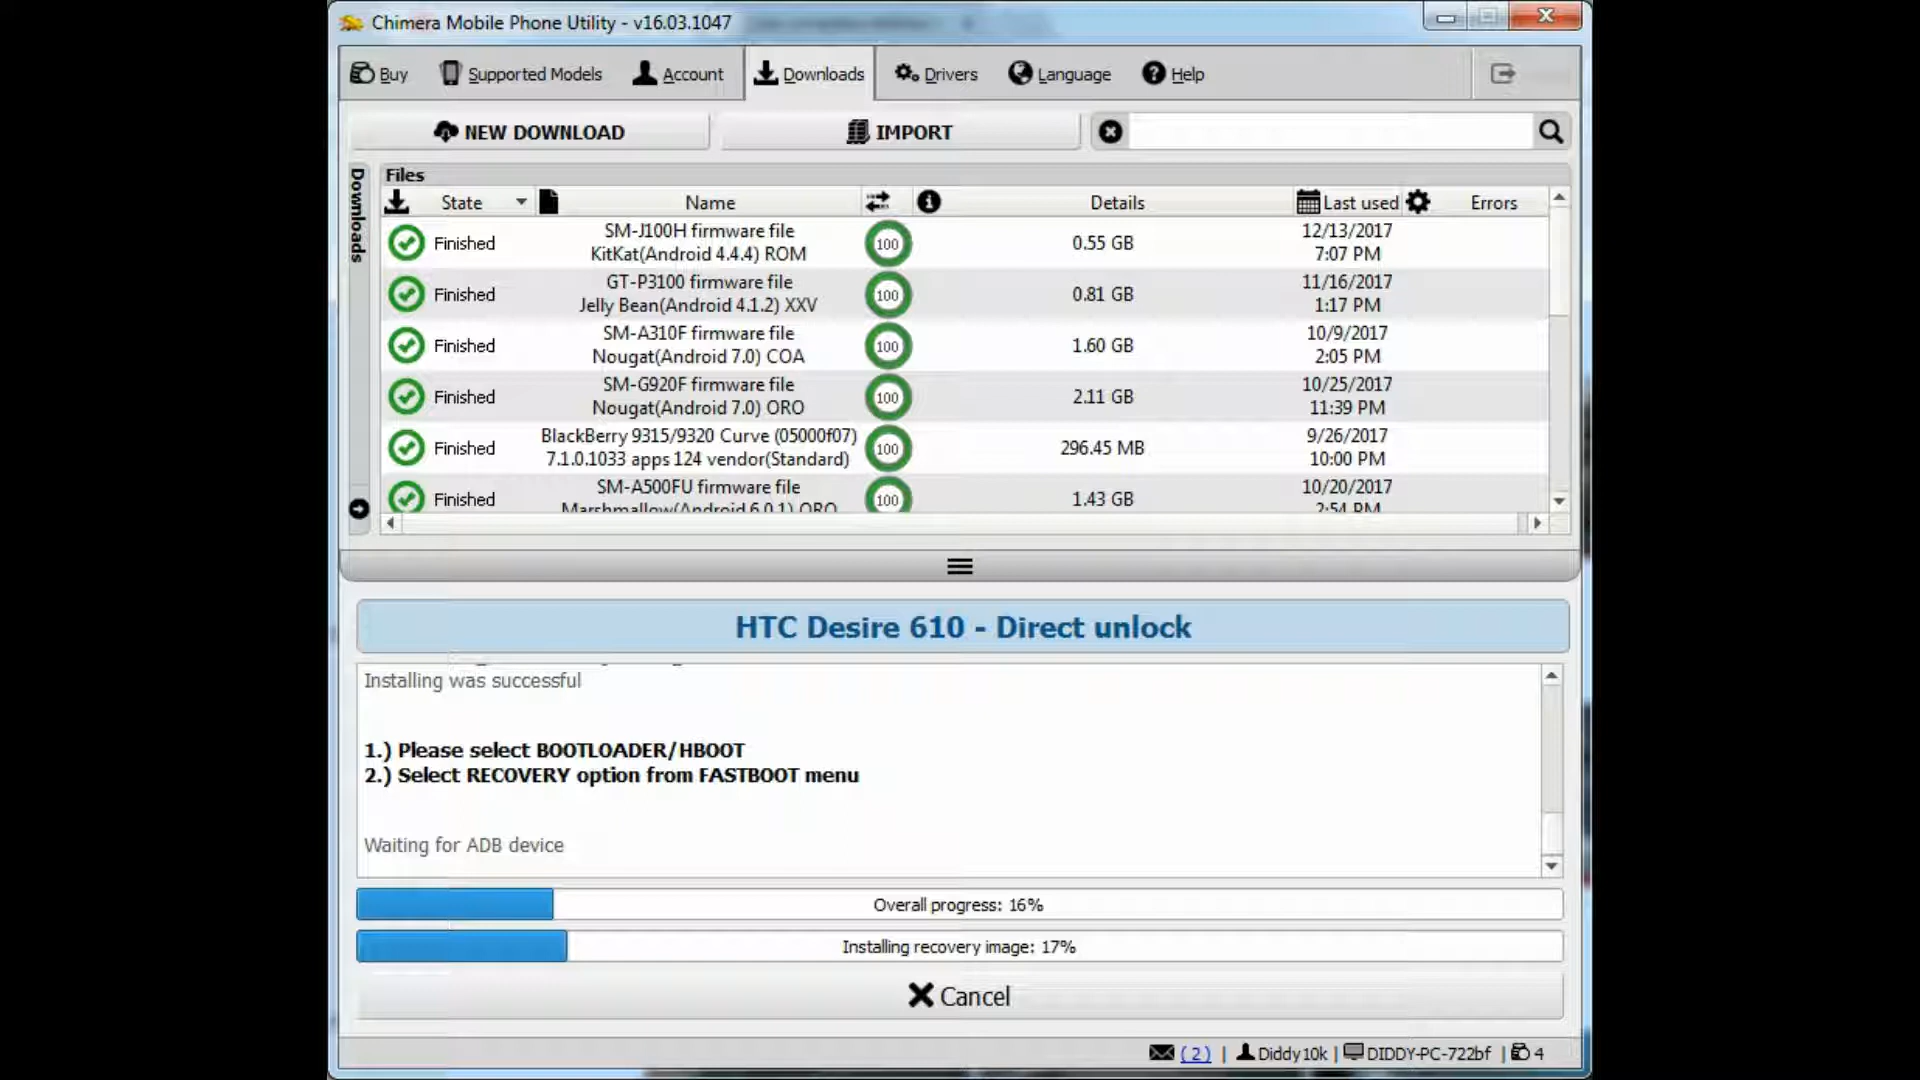 Chimera Mobile Phone Utility - v16.03.1047
Buy Supported Models Account Downloads Drivers Language Help
NEW DOWNLOAD IMPORT
Downloads
Files
State Name Details Last used Errors
Finished SM-J100H firmware file KitKat(Android 4.4.4) ROM 100 0.55 GB 12/13/2017 7:07 PM
Finished GT-P3100 firmware file Jelly Bean(Android 4.1.2) XXV 100 0.81 GB 11/16/2017 1:17 PM
Finished SM-A310F firmware file Nougat(Android 7.0) COA 100 1.60 GB 10/9/2017 2:05 PM
Finished SM-G920F firmware file Nougat(Android 7.0) ORO 100 2.11 GB 10/25/2017 11:39 PM
Finished BlackBerry 9315/9320 Curve (05000f07) 7.1.0.1033 apps 124 vendor(Standard) 100 296.45 MB 9/26/2017 10:00 PM
Finished SM-A500FU firmware file Marshmallow(Android 6.0.1) ORO 100 1.43 GB 10/20/2017 2:54 PM
HTC Desire 610 - Direct unlock
Installing was successful
1.) Please select BOOTLOADER/HBOOT
2.) Select RECOVERY option from FASTBOOT menu
Waiting for ADB device
Overall progress: 16%
Installing recovery image: 17%
Cancel
( 2 ) | Diddy10k | DIDDY-PC-722bf | 4